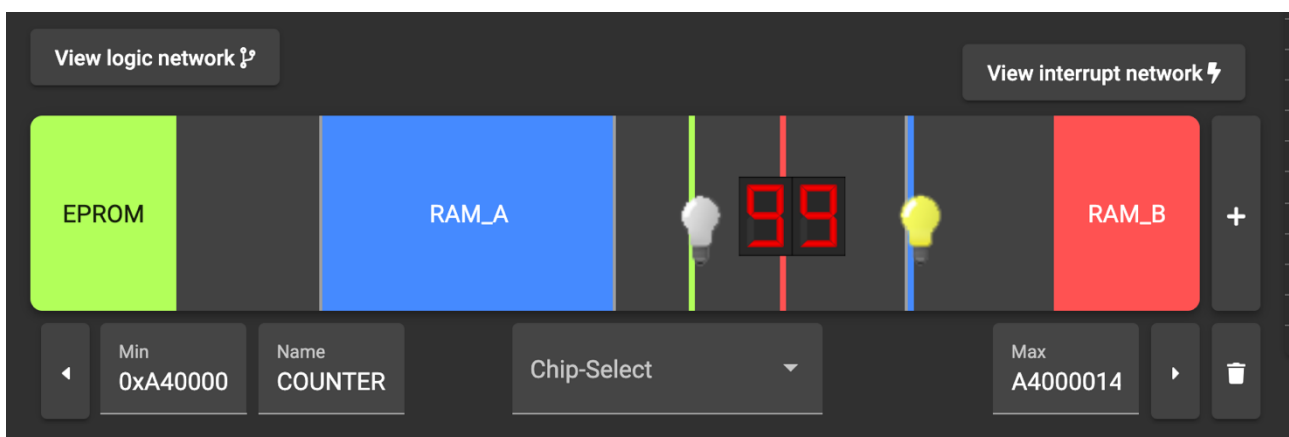 View logic network
View interrupt network
EPROM
RAM_A
99
RAM_B
+
Min
0xA40000
Name
COUNTER
Chip-Select
Max
A4000014